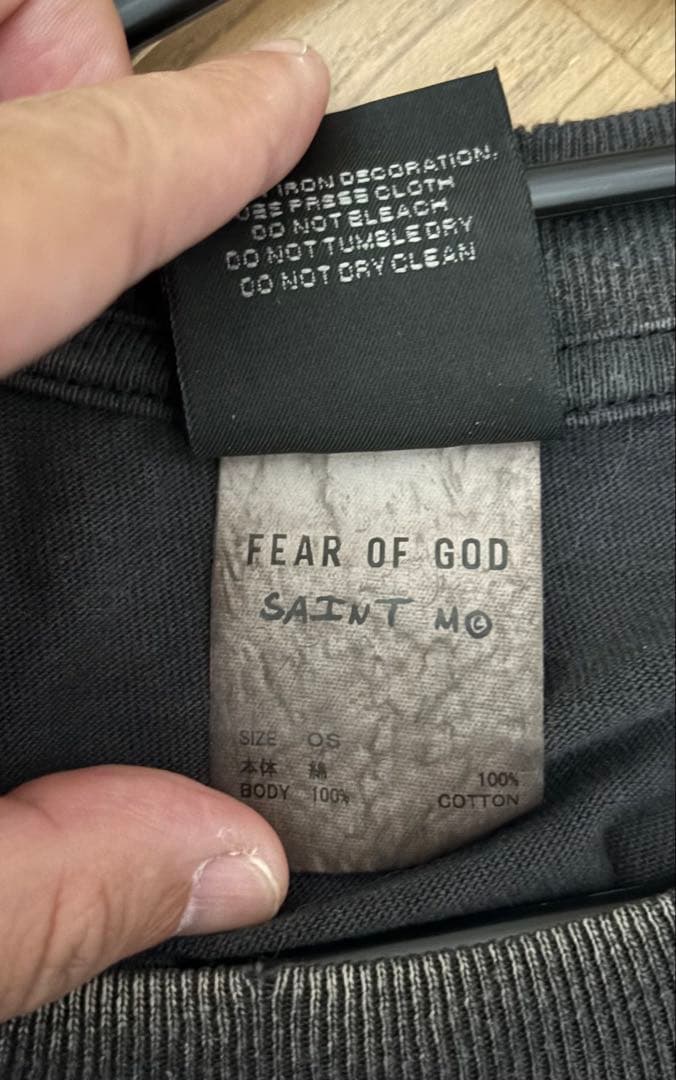 IRON DECORATION,
USE PRESS CLOTH
DO NOT BLEACH
DO NOT TUMBLE DRY
DO NOT DRY CLEAN
FEAR OF GOD
SAINT M©
SIZE OS
本体 綿
BODY 100%
100%
COTTON